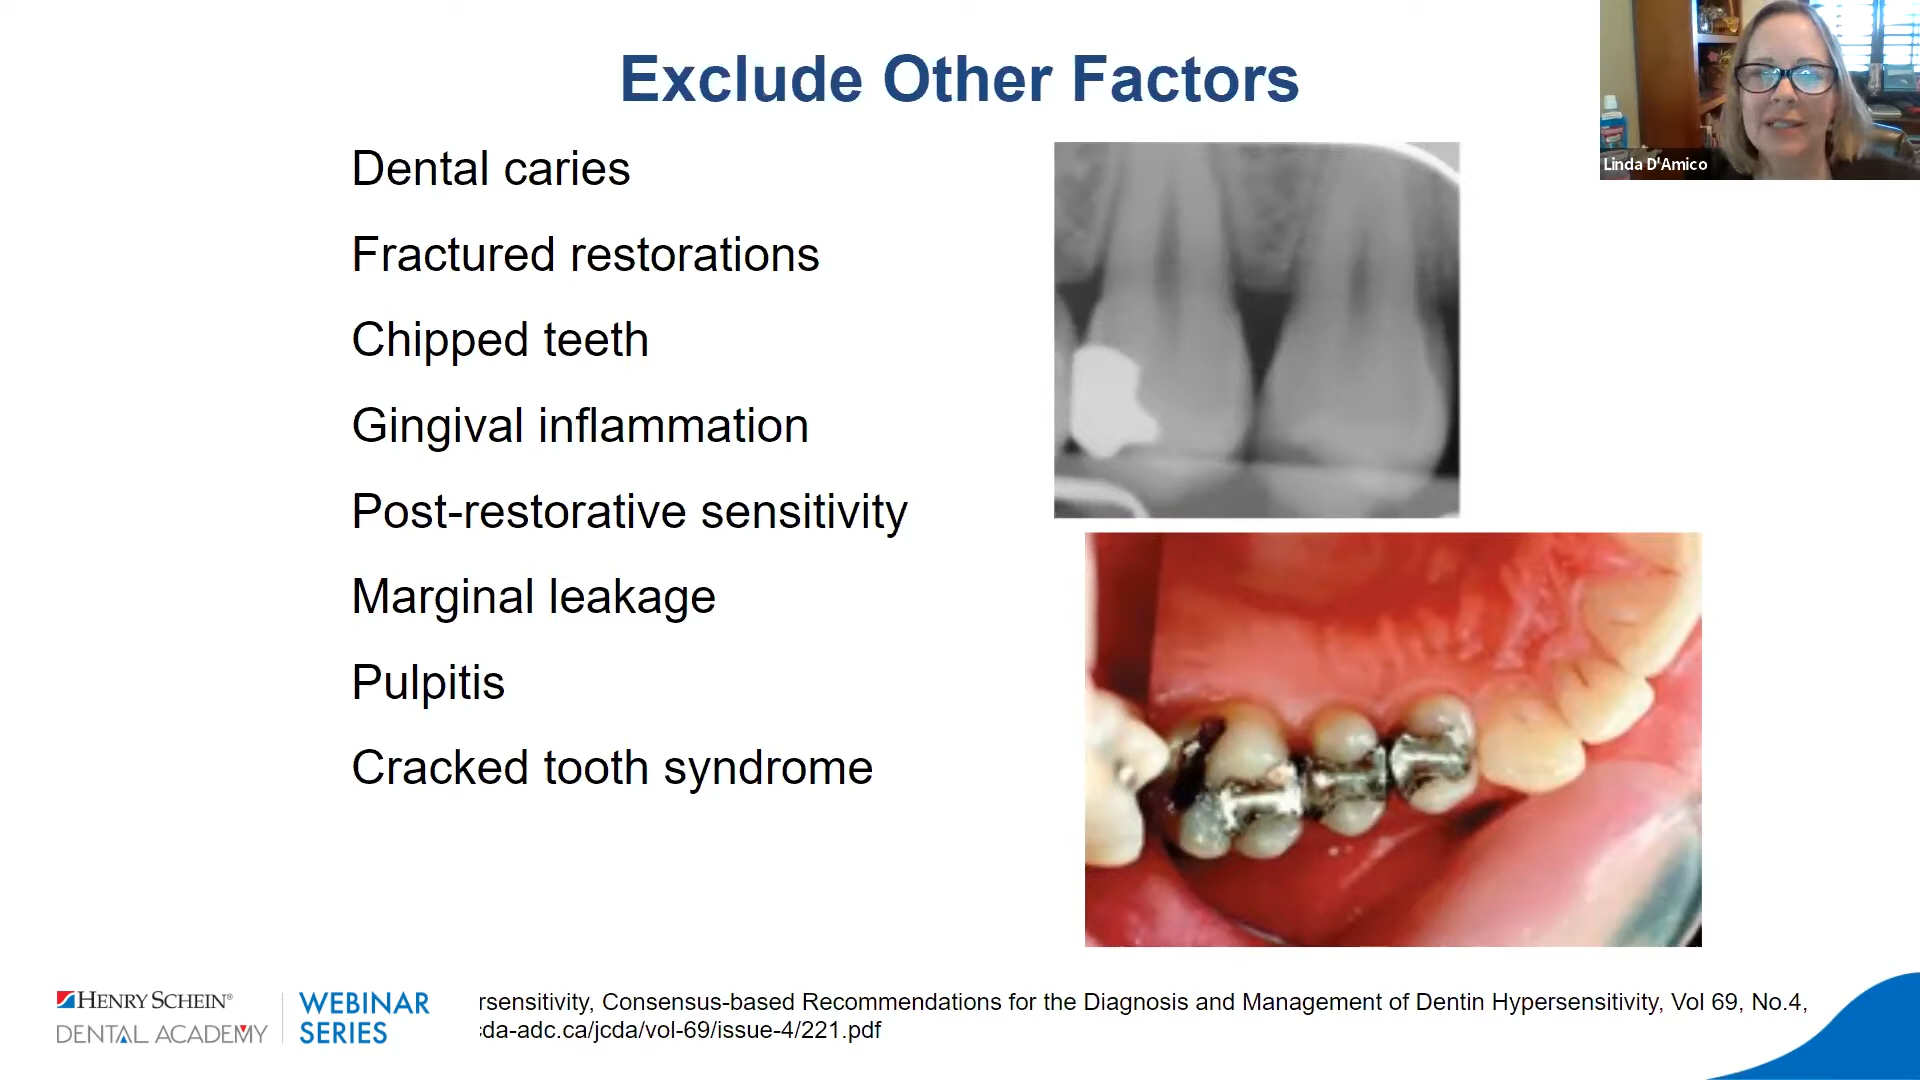 Exclude Other Factors
Linda D'Amico
Dental caries
Fractured restorations
Chipped teeth
Gingival inflammation
Post-restorative sensitivity
Marginal leakage
Pulpitis
Cracked tooth syndrome
HENRY SCHEIN®
DENTAL ACADEMY
WEBINAR
SERIES
rsensitivity, Consensus-based Recommendations for the Diagnosis and Management of Dentin Hypersensitivity, Vol 69, No.4,
cda-adc.ca/jcda/vol-69/issue-4/221.pdf